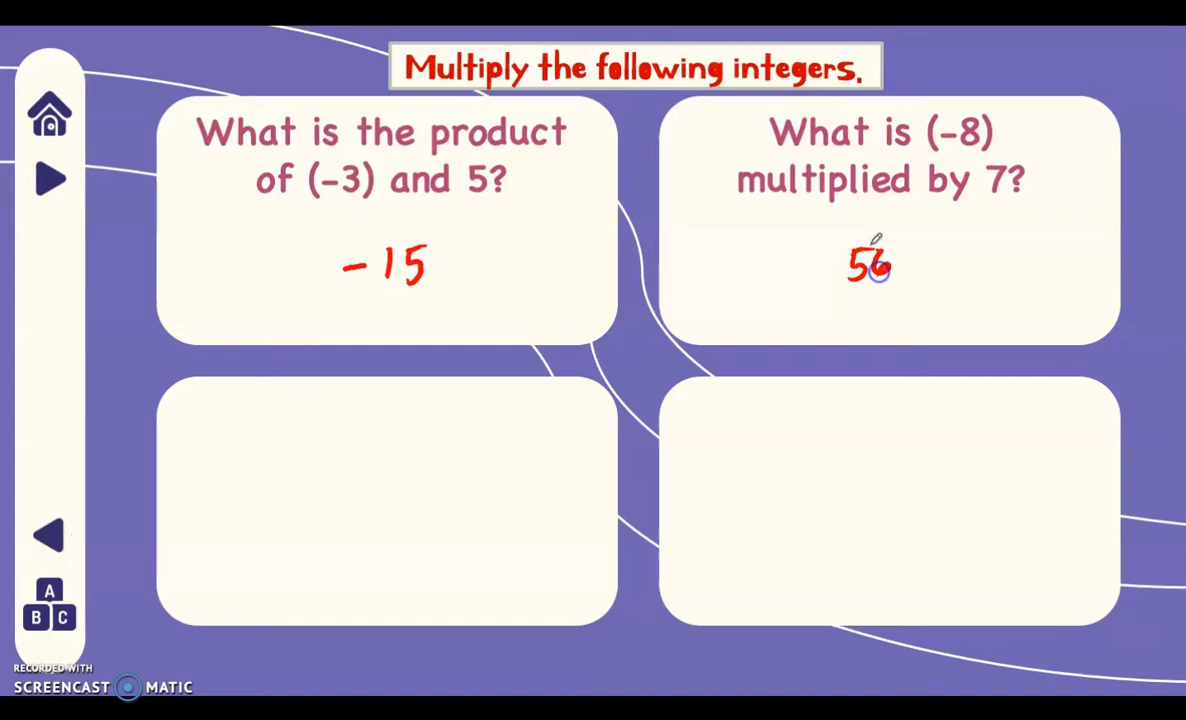 Multiply the following integers.
What is the product
of (-3) and 5?
-15
What is (-8)
multiplied by 7?
56
A
B C
RECORDED WITH
SCREENCAST MATIC